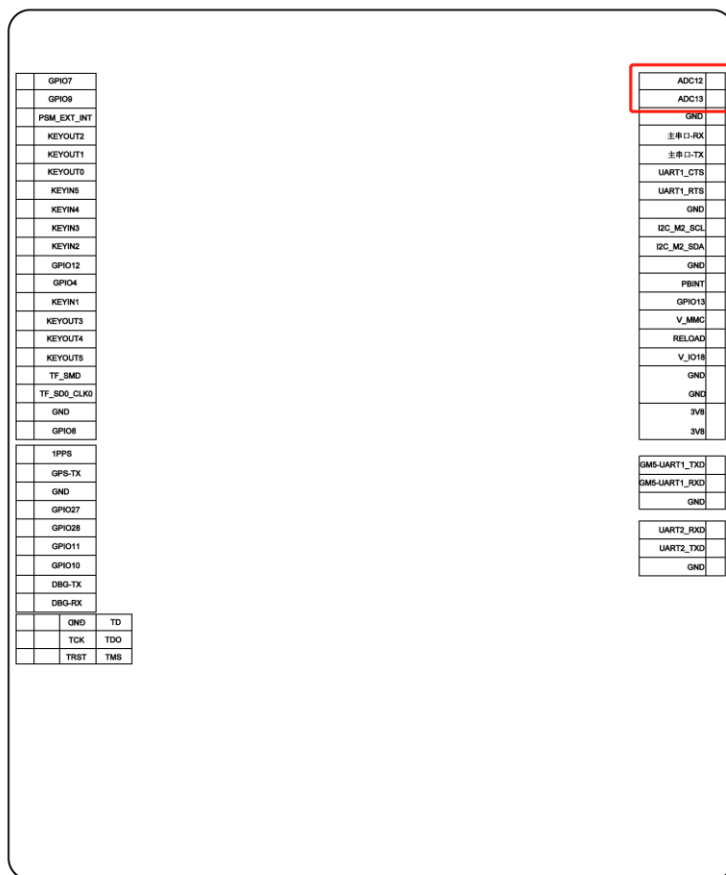 GPIO7
GPIO9
PSM_EXT_INT
KEYOUT2
KEYOUT1
KEYOUT0
KEYIN5
KEYIN4
KEYIN3
KEYIN2
GPIO12
GPIO4
KEYIN1
KEYOUT3
KEYOUT4
KEYOUT5
TF_SMD
TF_SD0_CLK0
GND
GPIO8
1PPS
GPS-TX
GND
GPIO27
GPIO28
GPIO11
GPIO10
DBG-TX
DBG-RX
GND TD
TCK TDO
TRST TMS
ADC12
ADC13
GND
主串口-RX
主串口-TX
UART1_CTS
UART1_RTS
GND
I2C_M2_SCL
I2C_M2_SDA
GND
PBINT
GPIO13
V_MMC
RELOAD
V_IO18
GND
GND
3V8
3V8
GM5-UART1_TXD
GM5-UART1_RXD
GND
UART2_RXD
UART2_TXD
GND